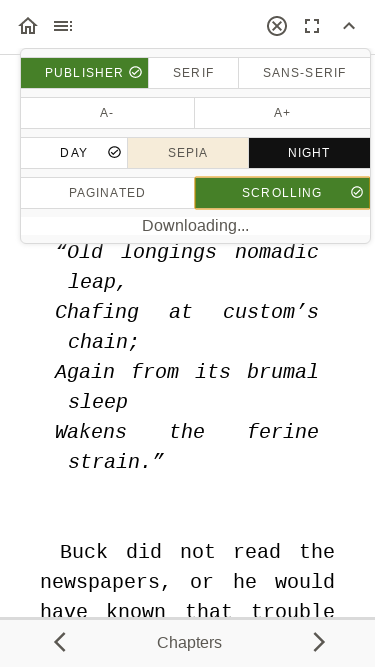 PUBLISHER SERIF SANS-SERIF
A- A+
DAY SEPIA NIGHT
PAGINATED SCROLLING
Downloading...
“Old longings nomadic
leap,
Chafing at custom’s
chain;
Again from its brumal
sleep
Wakens the ferine
strain.”
Buck did not read the
newspapers, or he would
have known that trouble
Chapters